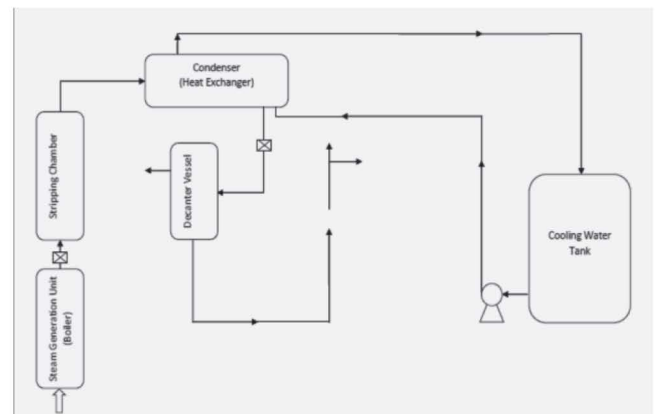 Condenser
(Heat Exchanger)
Stripping Chamber
Decanter Vessel
Cooling Water
Tank
Steam Generation Unit
(Boiler)